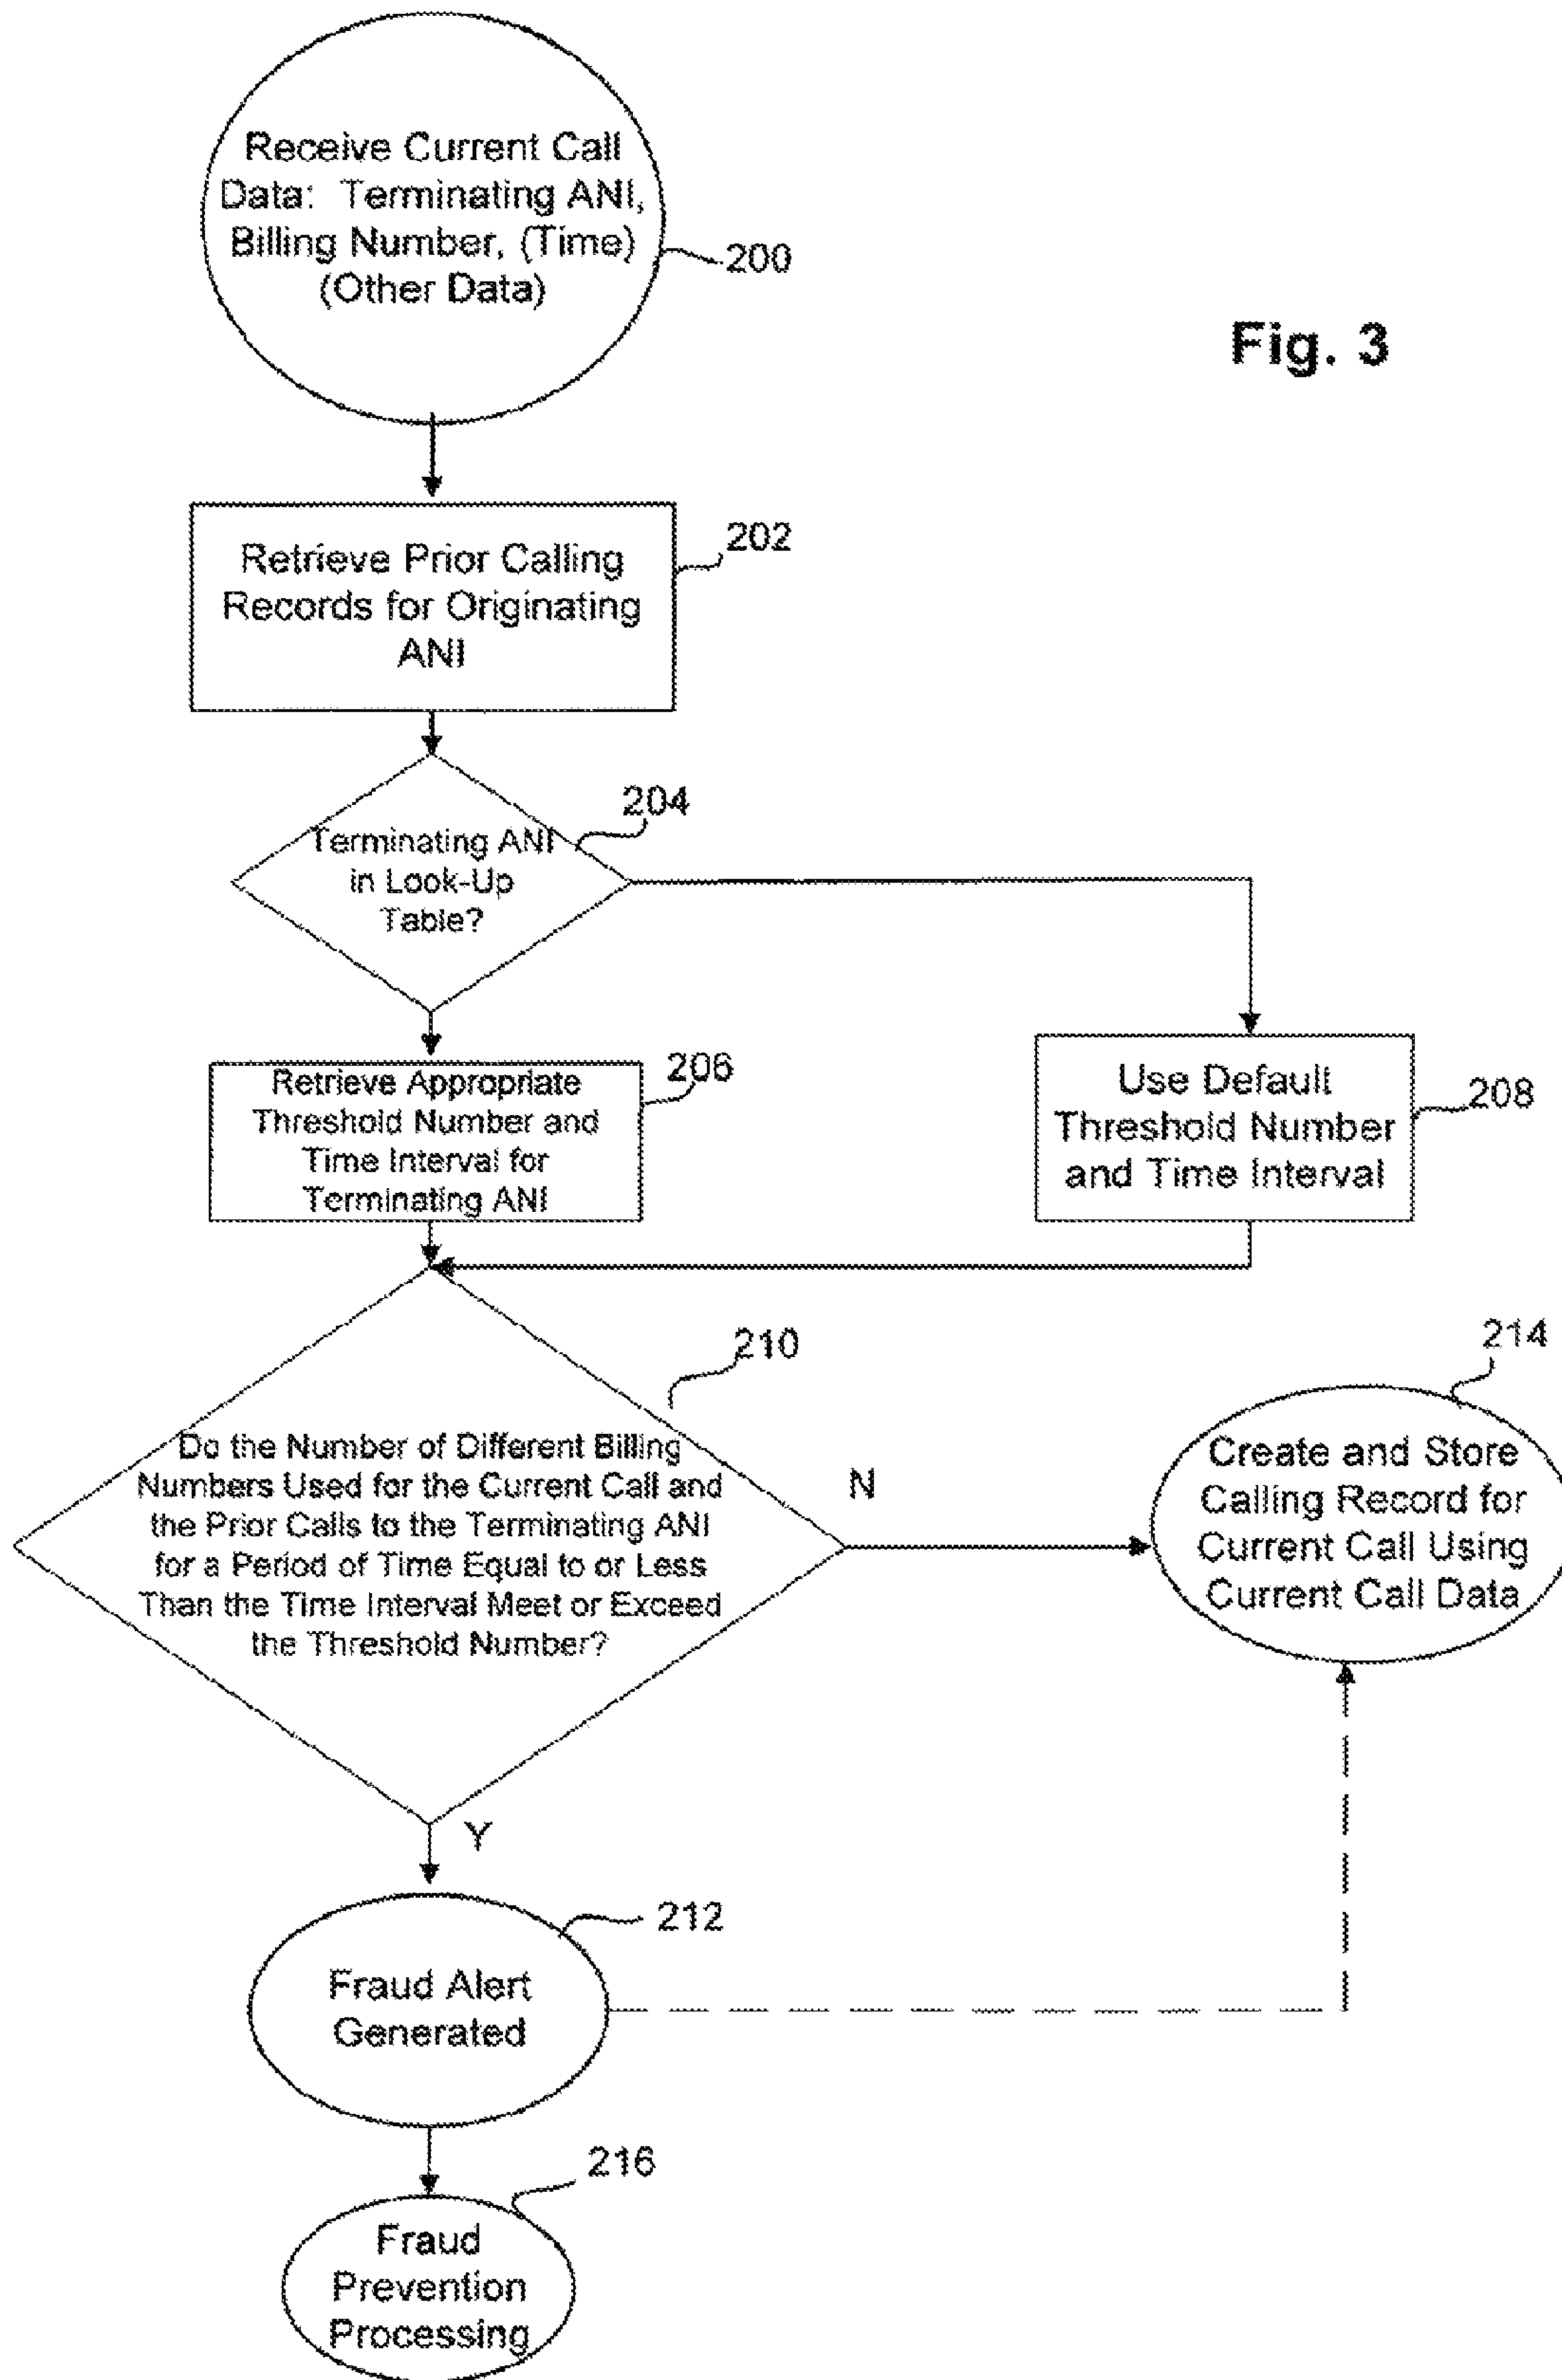 Receive Current Call
Data: Terminating ANI,
Billing Number, (Time)
(Other Data)
200
Fig. 3
Retrieve Prior Calling
Records for Originating
ANI
202
Terminating ANI
in Look-Up
Table?
204
Retrieve Appropriate
Threshold Number and
Time Interval for
Terminating ANI
206
Use Default
Threshold Number
and Time Interval
208
Do the Number of Different Billing
Numbers Used for the Current Call and
the Prior Calls to the Terminating ANI
for a Period of Time Equal to or Less
Than the Time Interval Meet or Exceed
the Threshold Number?
210
N
Y
Create and Store
Calling Record for
Current Call Using
Current Call Data
214
Fraud Alert
Generated
212
Fraud
Prevention
Processing
216